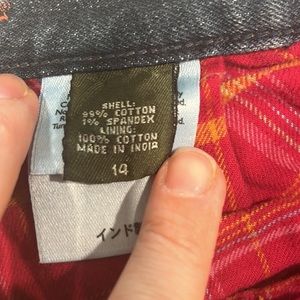 SHELL:
99% COTTON
1% SPANDEX
LINING:
100% COTTON
MADE IN INDIA
14
インド